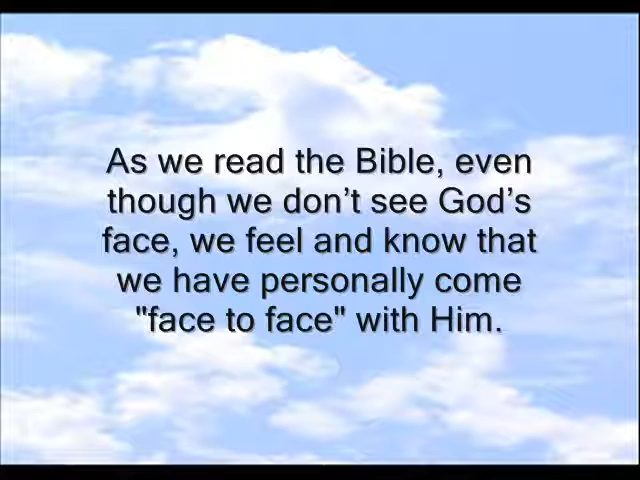 As we read the Bible, even
though we don’t see God’s
face, we feel and know that
we have personally come
"face to face" with Him.